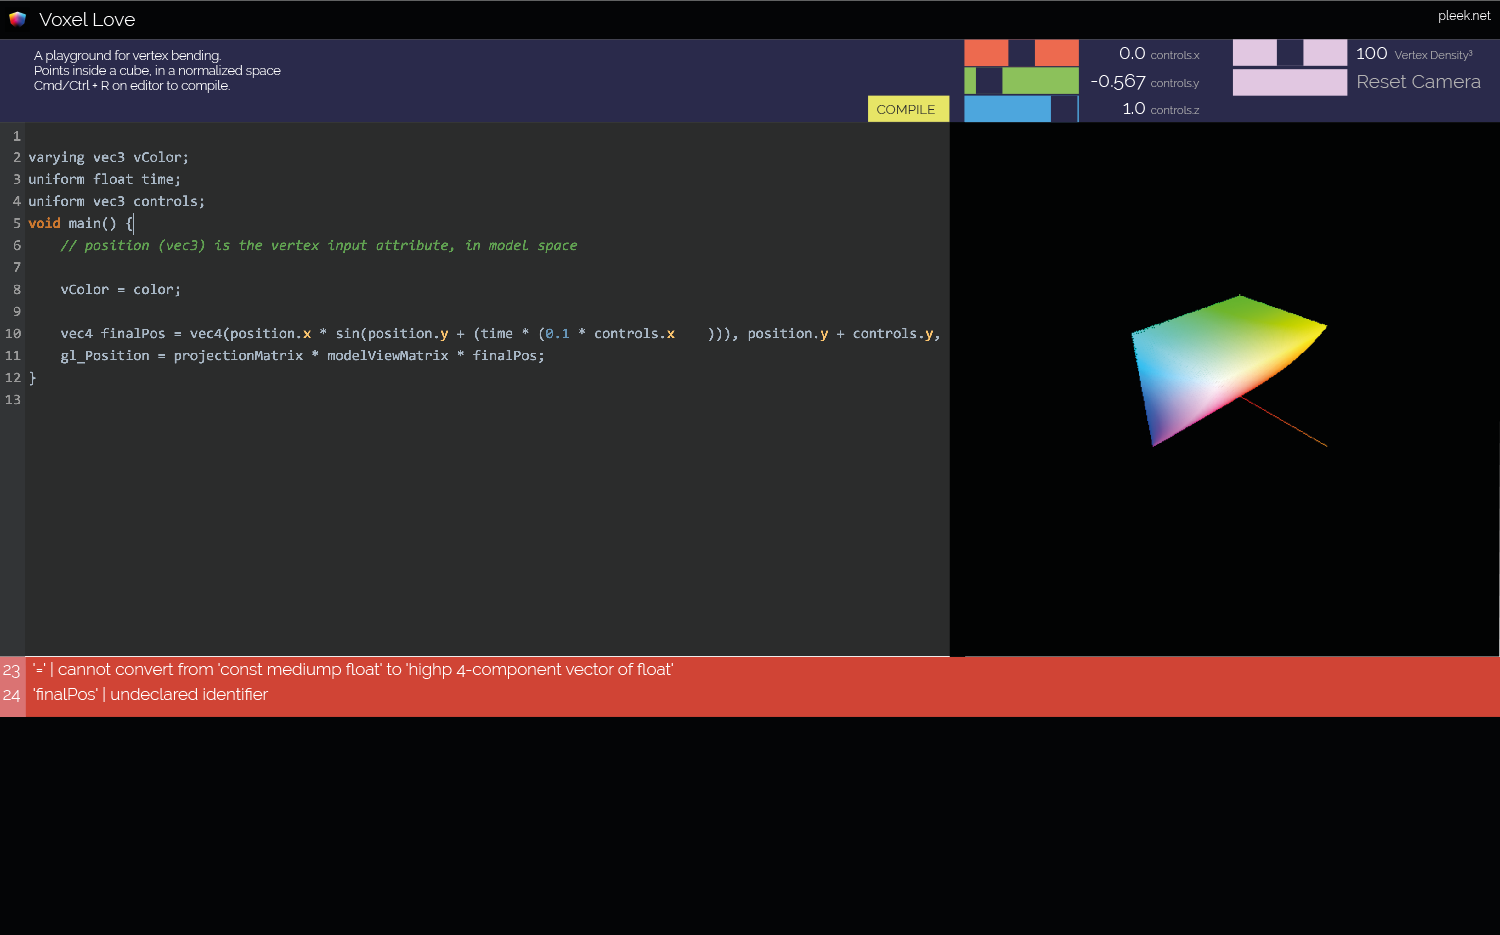 Voxel Love
pleek.net
A playground for vertex bending.
Points inside a cube, in a normalized space
Cmd/Ctrl + R on editor to compile.
COMPILE
0.0 controls.x
-0.567 controls.y
1.0 controls.z
100 Vertex Density³
Reset Camera
1
2 varying vec3 vColor;
3 uniform float time;
4 uniform vec3 controls;
5 void main() {
6 // position (vec3) is the vertex input attribute, in model space
7
8 vColor = color;
9
10 vec4 finalPos = vec4(position.x * sin(position.y + (time * (0.1 * controls.x    ))), position.y + controls.y,
11 gl_Position = projectionMatrix * modelViewMatrix * finalPos;
12 }
13
23 '=' | cannot convert from 'const mediump float' to 'highp 4-component vector of float'
24 'finalPos' | undeclared identifier